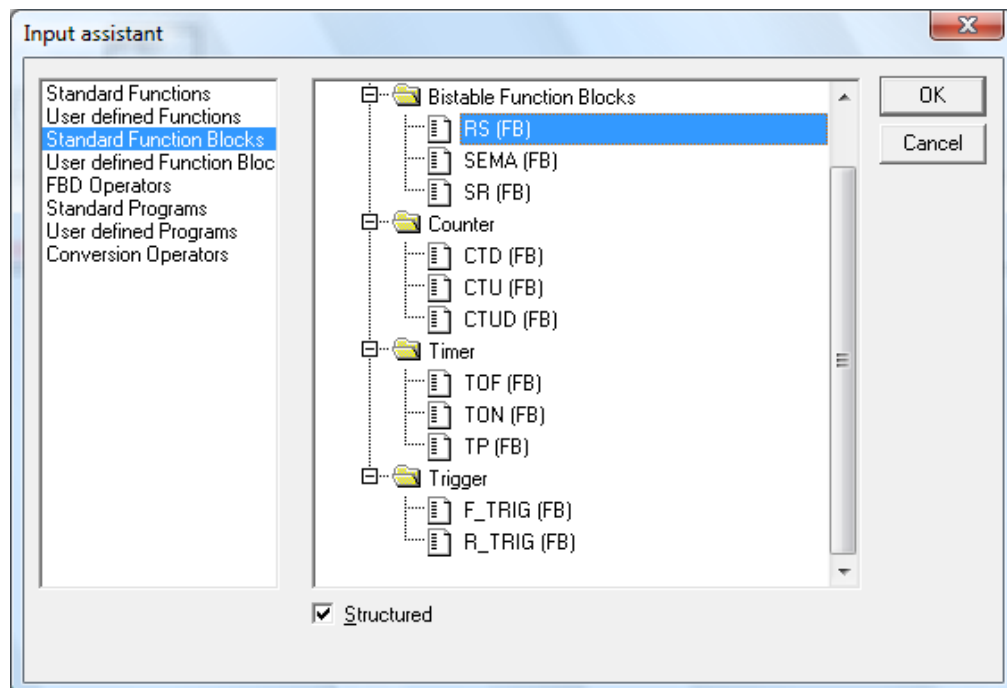 Input assistant
Standard Functions
User defined Functions
Standard Function Blocks
User defined Function Bloc
FBD Operators
Standard Programs
User defined Programs
Conversion Operators
Bistable Function Blocks
RS (FB)
SEMA (FB)
SR (FB)
Counter
CTD (FB)
CTU (FB)
CTUD (FB)
Timer
TOF (FB)
TON (FB)
TP (FB)
Trigger
F_TRIG (FB)
R_TRIG (FB)
Structured
OK
Cancel